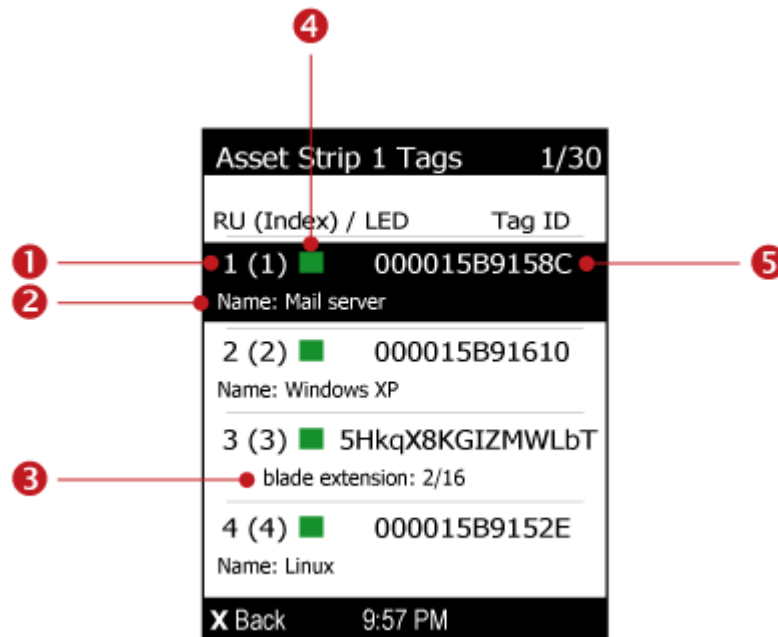 4
Asset Strip 1 Tags 1/30
RU (Index) / LED Tag ID
1 1 (1) 000015B9158C 5
2 Name: Mail server
2 (2) 000015B91610
Name: Windows XP
3 (3) 5HkqX8KGIZMWLbT
3 blade extension: 2/16
4 (4) 000015B9152E
Name: Linux
X Back 9:57 PM